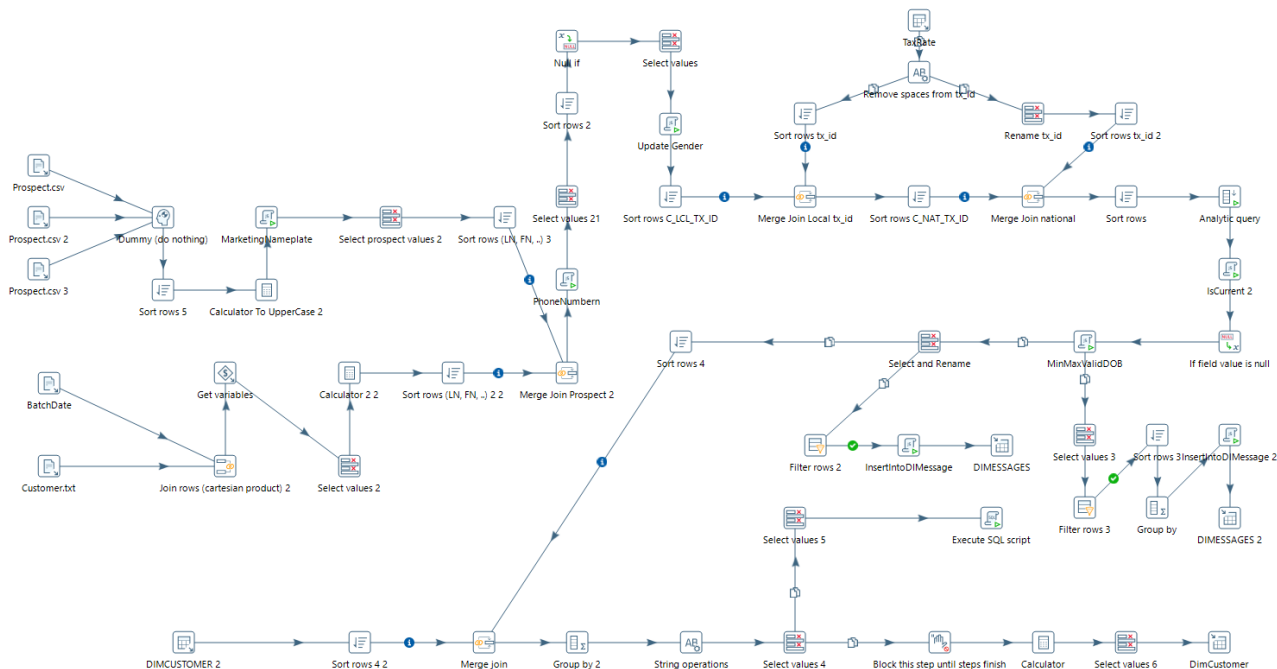 TaxRate
Null if
Select values
Remove spaces from tx_id
Sort rows 2
Sort rows tx_id
Rename tx_id
Sort rows tx_id 2
Update Gender
Prospect.csv
Select values 21
Sort rows C_LCL_TX_ID
Merge Join Local tx_id
Sort rows C_NAT_TX_ID
Merge Join national
Sort rows
Analytic query
Prospect.csv 2
Dummy (do nothing)
MarketingNameplate
Select prospect values 2
Sort rows (LN, FN, ..) 3
Prospect.csv 3
Sort rows 5
Calculator To UpperCase 2
PhoneNumbern
IsCurrent 2
Sort rows 4
Select and Rename
MinMaxValidDOB
If field value is null
BatchDate
Get variables
Calculator 2 2
Sort rows (LN, FN, ..) 2 2
Merge Join Prospect 2
Customer.txt
Join rows (cartesian product) 2
Select values 2
Filter rows 2
InsertIntoDIMessage
DIMESSAGES
Select values 3
Sort rows 3
InsertIntoDIMessage 2
Filter rows 3
Group by
DIMESSAGES 2
Select values 5
Execute SQL script
DIMCUSTOMER 2
Sort rows 4 2
Merge join
Group by 2
String operations
Select values 4
Block this step until steps finish
Calculator
Select values 6
DimCustomer